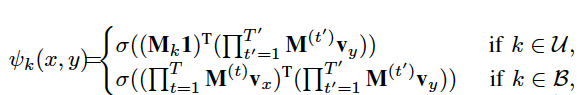 ψ_k(x, y) = { σ((M_k 1)^T (∏_{t'=1}^{T'} M^{(t')} v_y)) if k ∈ 𝒰,
σ((∏_{t=1}^{T} M^{(t)} v_x)^T (∏_{t'=1}^{T'} M^{(t')} v_y)) if k ∈ ℬ,